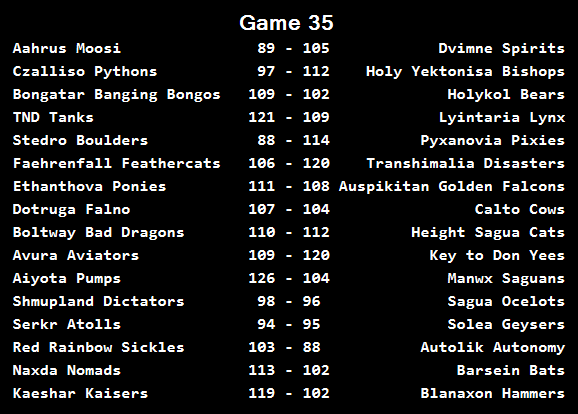 Game 35
Aahrus Moosi 89 - 105 Dvimne Spirits
Czalliso Pythons 97 - 112 Holy Yektonisa Bishops
Bongatar Banging Bongos 109 - 102 Holykol Bears
TND Tanks 121 - 109 Lyintaria Lynx
Stedro Boulders 88 - 114 Pyxanovia Pixies
Faehrenfall Feathercats 106 - 120 Transhimalia Disasters
Ethanthova Ponies 111 - 108 Auspikitan Golden Falcons
Dotruga Falno 107 - 104 Calto Cows
Boltway Bad Dragons 110 - 112 Height Sagua Cats
Avura Aviators 109 - 120 Key to Don Yees
Aiyota Pumps 126 - 104 Manwx Saguans
Shmupland Dictators 98 - 96 Sagua Ocelots
Serkr Atolls 94 - 95 Solea Geysers
Red Rainbow Sickles 103 - 88 Autolik Autonomy
Naxda Nomads 113 - 102 Barsein Bats
Kaeshar Kaisers 119 - 102 Blanaxon Hammers